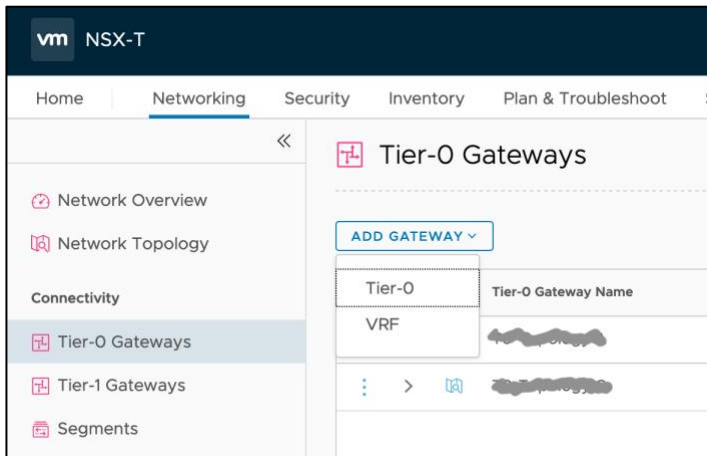 vm NSX-T
Home Networking Security Inventory Plan & Troubleshoot
Tier-0 Gateways
Network Overview
Network Topology
Connectivity
Tier-0 Gateways
Tier-1 Gateways
Segments
ADD GATEWAY
Tier-0
VRF
Tier-0 Gateway Name